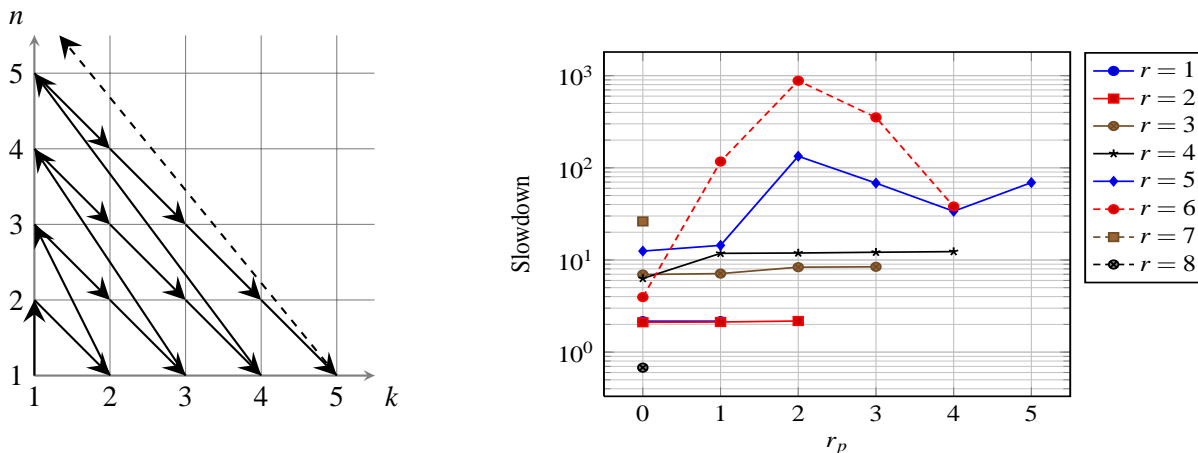 n
5
4
3
2
1
1 2 3 4 5 k
Slowdown
10^3
10^2
10^1
10^0
0 1 2 3 4 5
r_p
r = 1
r = 2
r = 3
r = 4
r = 5
r = 6
r = 7
r = 8